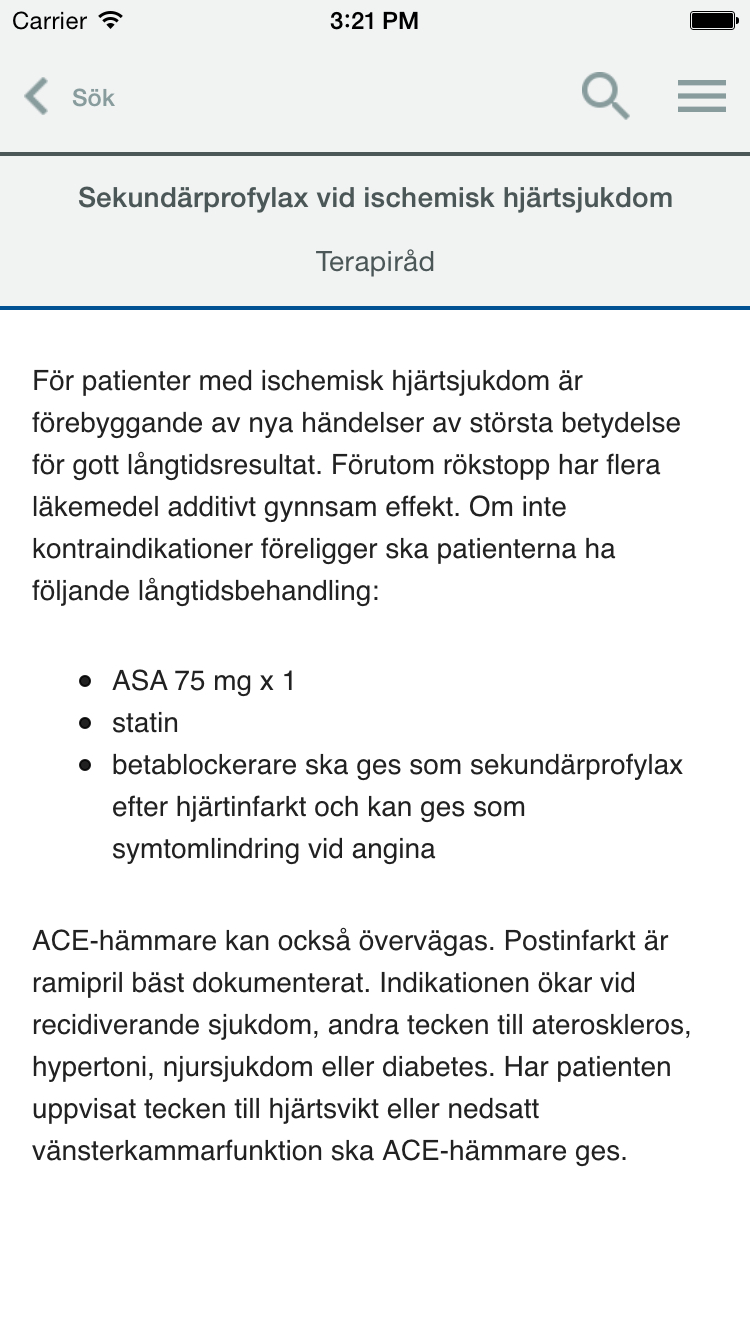 Carrier 3:21 PM
Sök
Sekundärprofylax vid ischemisk hjärtsjukdom
Terapiråd
För patienter med ischemisk hjärtsjukdom är
förebyggande av nya händelser av största betydelse
för gott långtidsresultat. Förutom rökstopp har flera
läkemedel additivt gynnsam effekt. Om inte
kontraindikationer föreligger ska patienterna ha
följande långtidsbehandling:
• ASA 75 mg x 1
• statin
• betablockerare ska ges som sekundärprofylax
efter hjärtinfarkt och kan ges som
symtomlindring vid angina
ACE-hämmare kan också övervägas. Postinfarkt är
ramipril bäst dokumenterat. Indikationen ökar vid
recidiverande sjukdom, andra tecken till ateroskleros,
hypertoni, njursjukdom eller diabetes. Har patienten
uppvisat tecken till hjärtsvikt eller nedsatt
vänsterkammarfunktion ska ACE-hämmare ges.